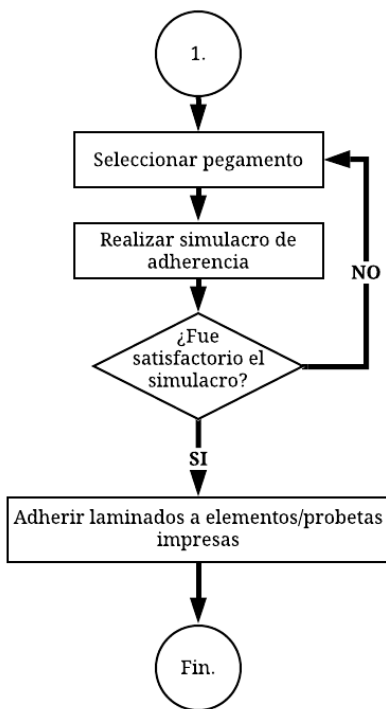 1.
Seleccionar pegamento
Realizar simulacro de
adherencia
NO
¿Fue
satisfactorio el
simulacro?
SI
Adherir laminados a elementos/probetas
impresas
Fin.